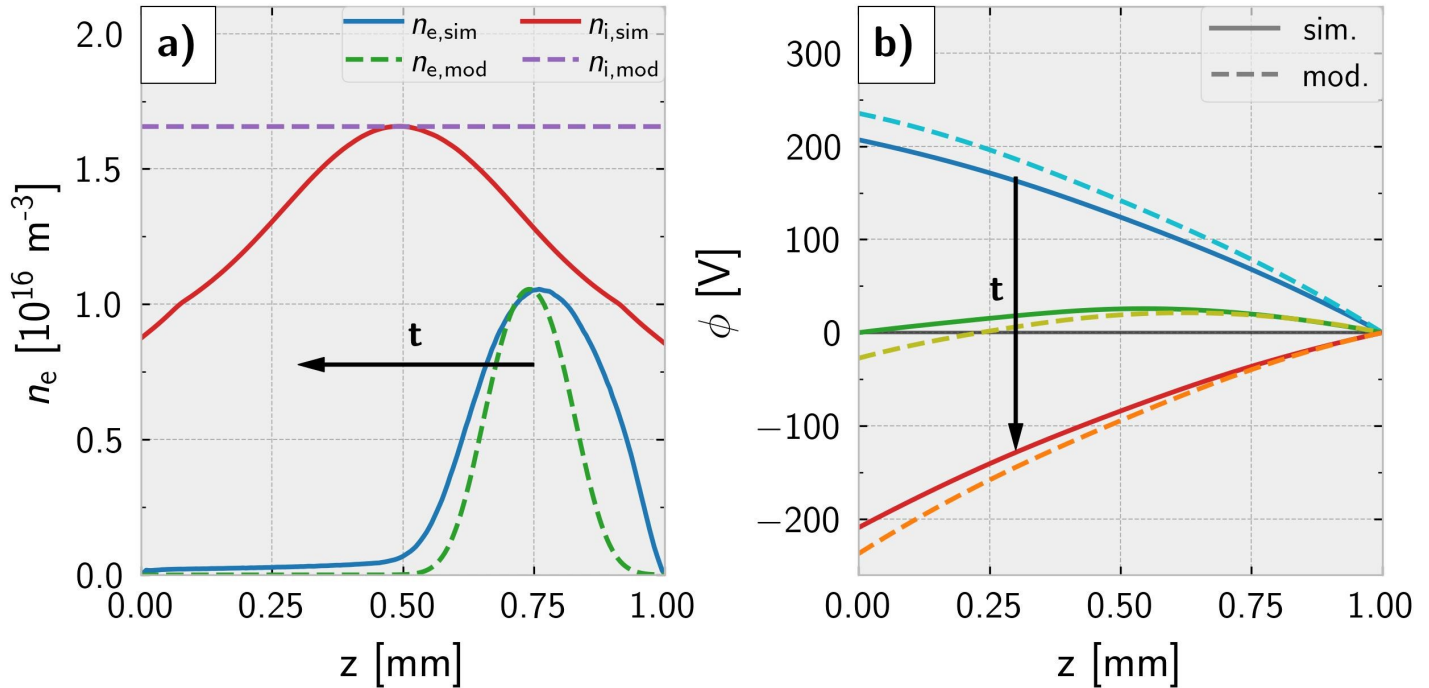 a)
n_e,sim
n_i,sim
n_e,mod
n_i,mod
2.0
1.5
1.0
0.5
0.0
n_e [10^16 m^-3]
t
0.00 0.25 0.50 0.75 1.00
z [mm]
b)
sim.
mod.
300
200
100
0
−100
−200
ϕ [V]
t
0.00 0.25 0.50 0.75 1.00
z [mm]